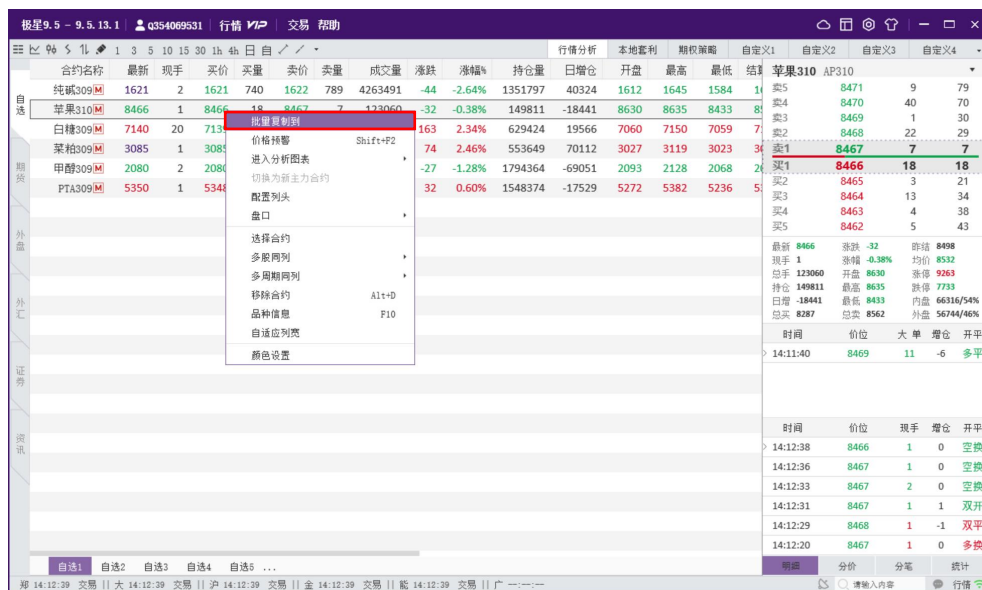 极星9.5 - 9.5.13.1 Q354069531 行情 VIP 交易 帮助
1 3 5 10 15 30 1h 4h 日 自 行情分析 本地套利 期权策略 自定义1 自定义2 自定义3 自定义4
合约名称 最新 现手 买价 买量 卖价 卖量 成交量 涨跌 涨幅% 持仓量 日增仓 开盘 最高 最低
纯碱309 M 1621 2 1621 740 1622 789 4263491 -44 -2.64% 1351797 40324 1612 1645 1584
苹果310 M 8466 1 8466 18 8467 7 123060 -32 -0.38% 149811 -18441 8630 8635 8433
白糖309 M 7140 20 163 2.34% 629424 19566 7060 7150 7059
菜粕309 M 3085 1 74 2.46% 553649 70112 3027 3119 3023
甲醇309 M 2080 2 -27 -1.28% 1794364 -69051 2093 2128 2068
PTA309 M 5350 1 32 0.60% 1548374 -17529 5272 5382 5236
批量复制到
价格预警 Shift+F2
进入分析图表
切换为新主力合约
配置列头
盘口
选择合约
多股同列
多周期同列
移除合约 Alt+D
品种信息 F10
自适应列宽
颜色设置
自选
期货
外盘
外汇
证券
资讯
苹果310 AP310
卖5 8471 9 79
卖4 8470 40 70
卖3 8469 1 30
卖2 8468 22 29
卖1 8467 7 7
买1 8466 18 18
买2 8465 3 21
买3 8464 13 34
买4 8463 4 38
买5 8462 5 43
最新 8466 涨跌 -32 昨结 8498
现手 1 涨幅 -0.38% 均价 8532
总手 123060 开盘 8630 涨停 9263
持仓 149811 最高 8635 跌停 7733
日增 -18441 最低 8433 内盘 66316/54%
总买 8287 总卖 8562 外盘 56744/46%
时间 价位 大单 增仓 开平
14:11:40 8469 11 -6 多平
时间 价位 现手 增仓 开平
14:12:38 8466 1 0 空换
14:12:36 8467 1 0 空换
14:12:33 8467 2 0 空换
14:12:31 8467 1 1 双开
14:12:29 8468 1 -1 双平
14:12:20 8467 1 0 多换
自选1 自选2 自选3 自选4 自选5 ...
明细 分价 分笔 统计
郑 14:12:39 交易 || 大 14:12:39 交易 || 沪 14:12:39 交易 || 金 14:12:39 交易 || 能 14:12:39 交易 || 广 --:--:--
请输入内容 行情